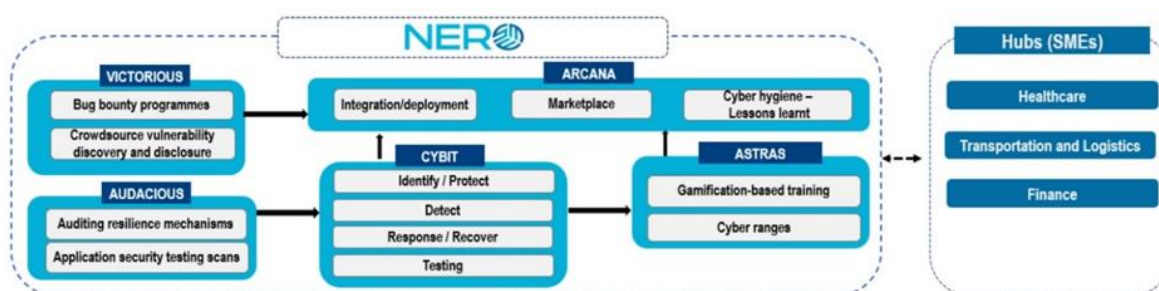 NERO
VICTORIOUS
Bug bounty programmes
Crowdsource vulnerability
discovery and disclosure
AUDACIOUS
Auditing resilience mechanisms
Application security testing scans
ARCANA
Integration/deployment
Marketplace
Cyber hygiene –
Lessons learnt
CYBIT
Identify / Protect
Detect
Response / Recover
Testing
ASTRAS
Gamification-based training
Cyber ranges
Hubs (SMEs)
Healthcare
Transportation and Logistics
Finance